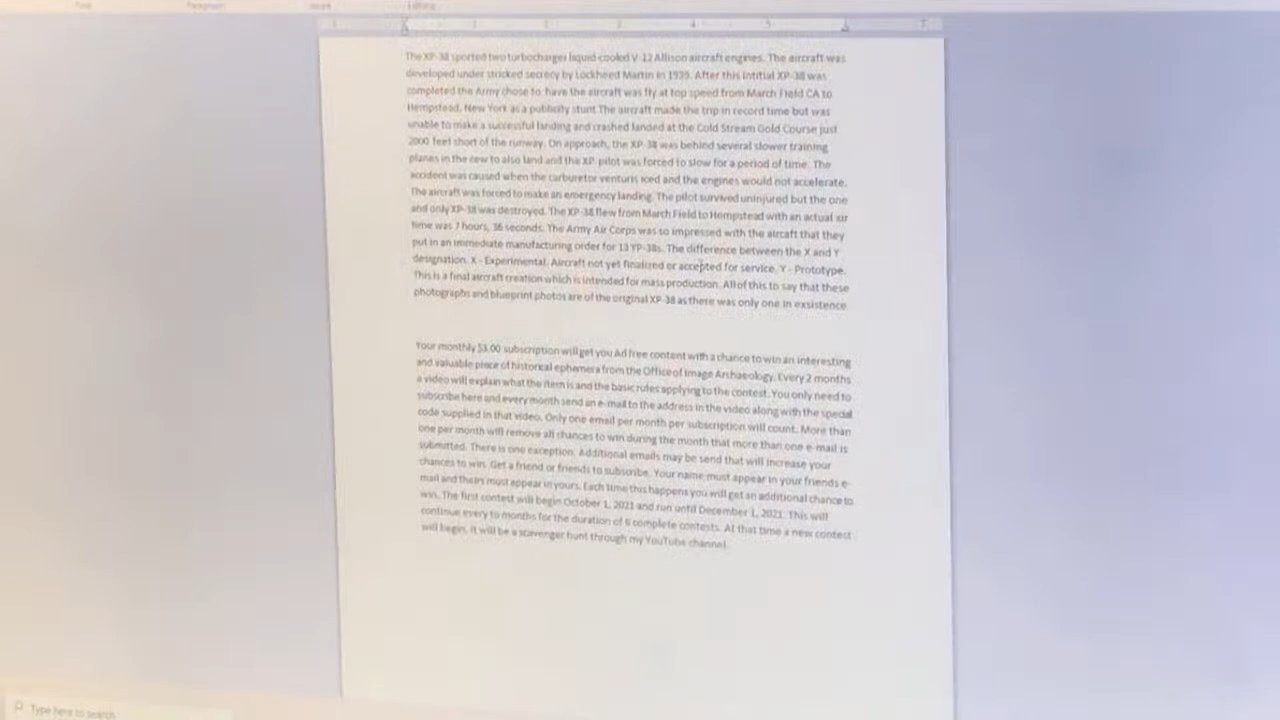 The XP-38 sported two turbocharger liquid-cooled V-12 Allison aircraft engines. The aircraft was
developed under stricked secrecy by Lockheed Martin in 1939. After this intitial XP-38 was
completed the Army chose to have the aircraft was fly at top speed from March Field CA to
Hempstead, New York as a publicity stunt.The aircraft made the trip in record time but was
unable to make a successful landing and crashed landed at the Cold Stream Gold Course just
2000 feet short of the runway. On approach, the XP-38 was behind several slower training
planes in the cew to also land and the XP pilot was forced to slow for a period of time. The
accident was caused when the carburetor venturis iced and the engines would not accelerate.
The aircraft was forced to make an emergency landing. The pilot survived uninjured but the one
and only XP-38 was destroyed. The XP-38 flew from March Field to Hempstead with an actual air
time was 7 hours, 36 seconds. The Army Air Corps was so impressed with the aircaft that they
put in an immediate manufacturing order for 13 YP-38s. The difference between the X and Y
designation. X - Experimental. Aircraft not yet finalized or accepted for service. Y - Prototype.
This is a final aircraft creation which is intended for mass production. All of this to say that these
photographs and blueprint photos are of the original XP-38 as there was only one in exsistence
Your monthly $3.00 subscription will get you Ad free content with a chance to win an interesting
and valuable piece of historical ephemera from the Office of Image Archaeology. Every 2 months
a video will explain what the item is and the basic rules applying to the contest. You only need to
subscribe here and every month send an e-mail to the address in the video along with the special
code supplied in that video. Only one email per month per subscription will count. More than
one per month will remove all chances to win during the month that more than one e-mail is
submitted. There is one exception. Additional emails may be send that will increase your
chances to win. Get a friend or friends to subscribe. Your name must appear in your friends e-
mail and theirs must appear in yours. Each time this happens you will get an additional chance to
win. The first contest will begin October 1, 2021 and run until December 1, 2021. This will
continue every to months for the duration of 6 complete contests. At that time a new contest
will begin. It will be a scavenger hunt through my YouTube channel.
Type here to search